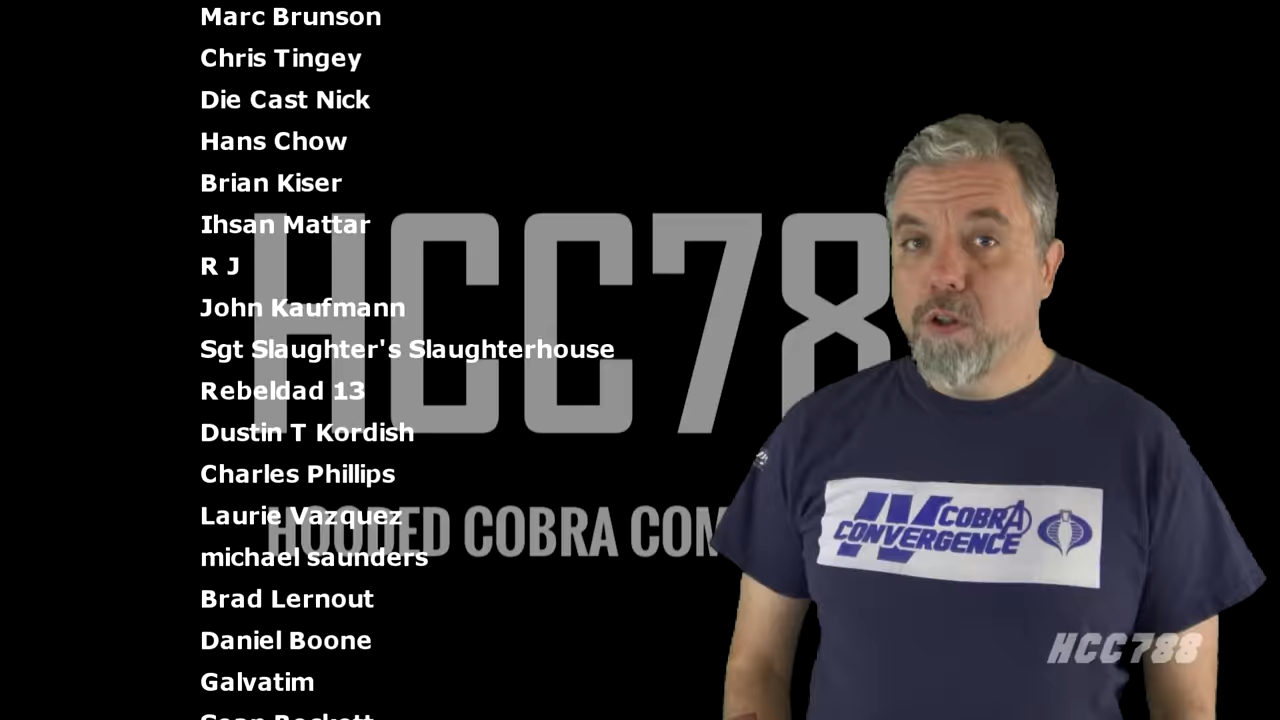 Marc Brunson
Chris Tingey
Die Cast Nick
Hans Chow
Brian Kiser
Ihsan Mattar
R J
John Kaufmann
Sgt Slaughter's Slaughterhouse
Rebeldad 13
Dustin T Kordish
Charles Phillips
Laurie Vazquez
michael saunders
Brad Lernout
Daniel Boone
Galvatim
HCC78
HOODED COBRA COM
IV COBRA
CONVERGENCE
HCC788